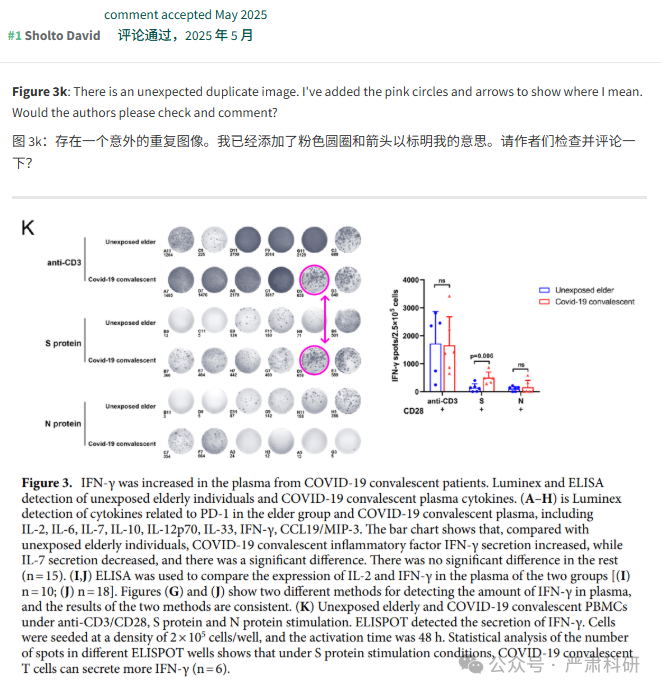 comment accepted May 2025
#1 Sholto David 评论通过，2025 年 5 月
Figure 3k: There is an unexpected duplicate image. I've added the pink circles and arrows to show where I mean.
Would the authors please check and comment?
图 3k：存在一个意外的重复图像。我已经添加了粉色圆圈和箭头以标明我的意思。请作者们检查并评论一
下？
K
anti-CD3
Unexposed elder
Covid-19 convalescent
S protein
Unexposed elder
Covid-19 convalescent
N protein
Unexposed elder
Covid-19 convalescent
IFN-γ spots/2.5×10⁵ cells
4000
3000
2000
1000
0
ns
p=0.006
ns
anti-CD3 S N
CD28 + + +
Unexposed elder
Covid-19 convalescent
Figure 3. IFN-γ was increased in the plasma from COVID-19 convalescent patients. Luminex and ELISA
detection of unexposed elderly individuals and COVID-19 convalescent plasma cytokines. (A–H) is Luminex
detection of cytokines related to PD-1 in the elder group and COVID-19 convalescent plasma, including
IL-2, IL-6, IL-7, IL-10, IL-12p70, IL-33, IFN-γ, CCL19/MIP-3. The bar chart shows that, compared with
unexposed elderly individuals, COVID-19 convalescent inflammatory factor IFN-γ secretion increased, while
IL-7 secretion decreased, and there was a significant difference. There was no significant difference in the rest
(n=15). (I,J) ELISA was used to compare the expression of IL-2 and IFN-γ in the plasma of the two groups [(I)
n=10; (J) n=18]. Figures (G) and (J) show two different methods for detecting the amount of IFN-γ in plasma,
and the results of the two methods are consistent. (K) Unexposed elderly and COVID-19 convalescent PBMCs
under anti-CD3/CD28, S protein and N protein stimulation. ELISPOT detected the secretion of IFN-γ. Cells
were seeded at a density of 2×10⁵ cells/well, and the activation time was 48 h. Statistical analysis of the number
of spots in different ELISPOT wells shows that under S protein stimulation conditions, COVID-19 convalescent
T cells can secrete more IFN-γ (n=6).
公众号 · 严肃科研